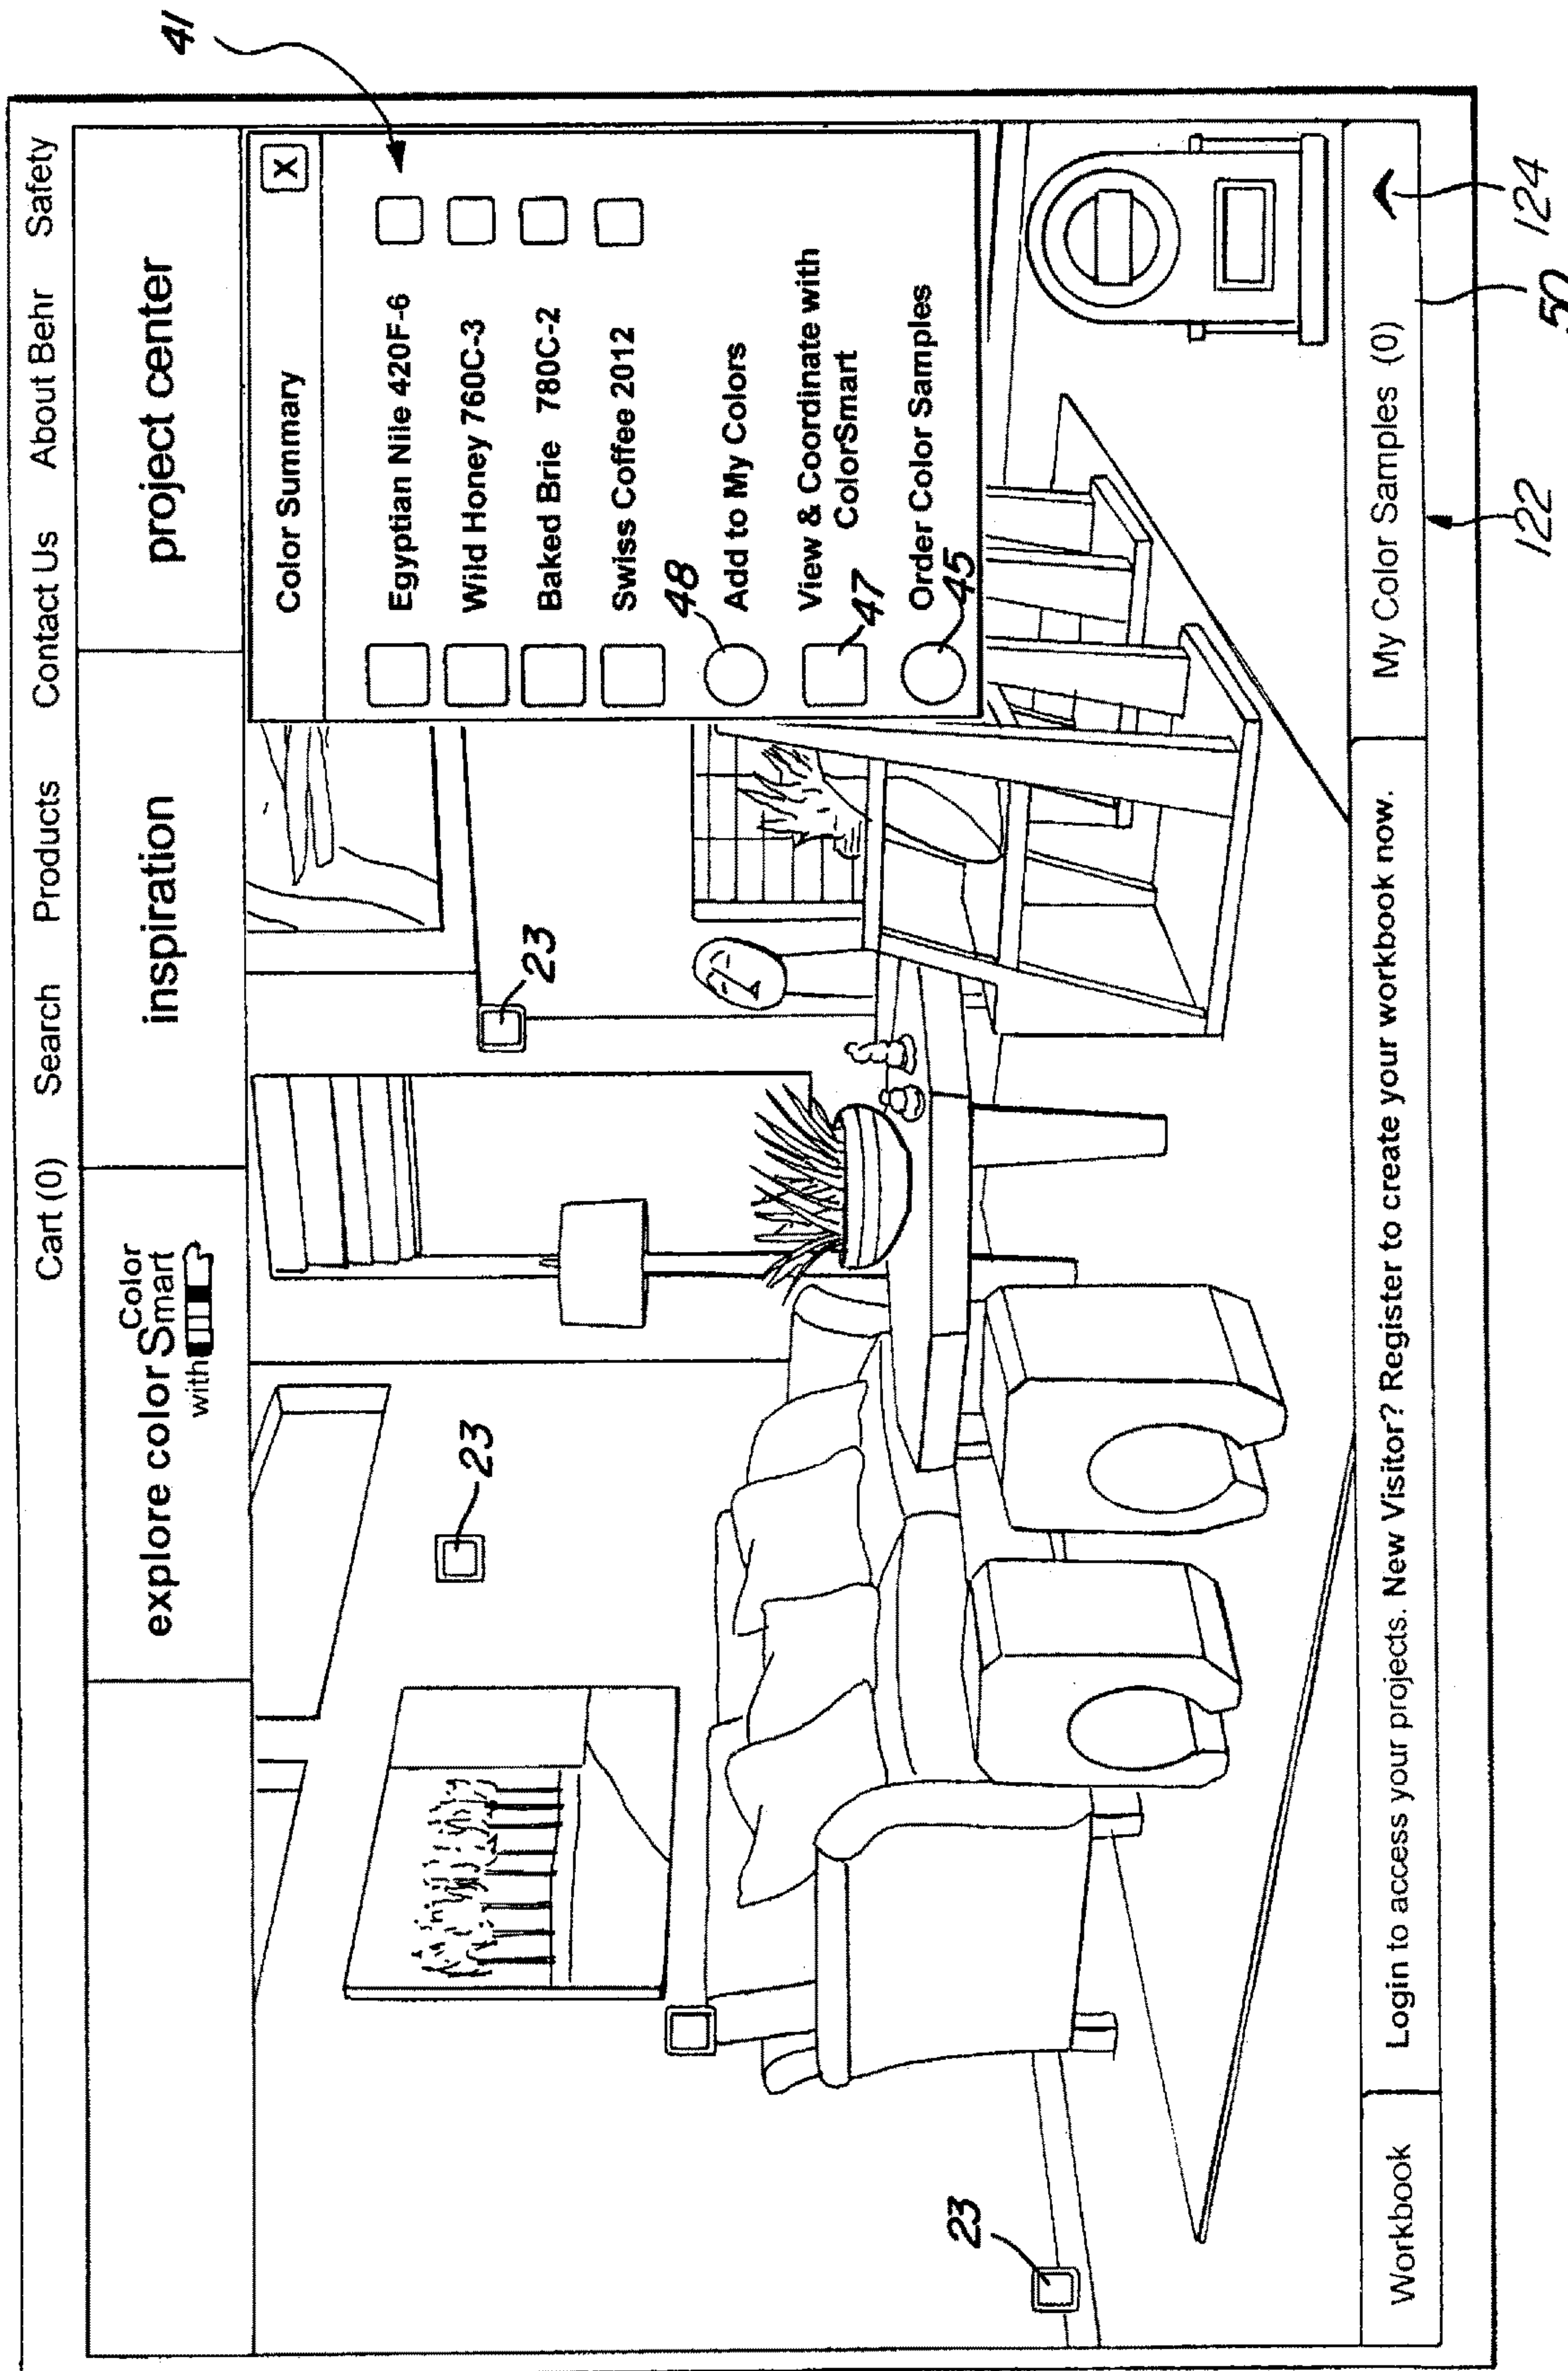 41
Cart (0) Search Products Contact Us About Behr Safety
explore color
Color
Smart
with
inspiration
project center
Color Summary X
Egyptian Nile 420F-6
Wild Honey 760C-3
Baked Brie 780C-2
Swiss Coffee 2012
48
Add to My Colors
View & Coordinate with
ColorSmart
47
Order Color Samples
45
23
23
23
Workbook
Login to access your projects. New Visitor? Register to create your workbook now.
My Color Samples (0)
122
50
124